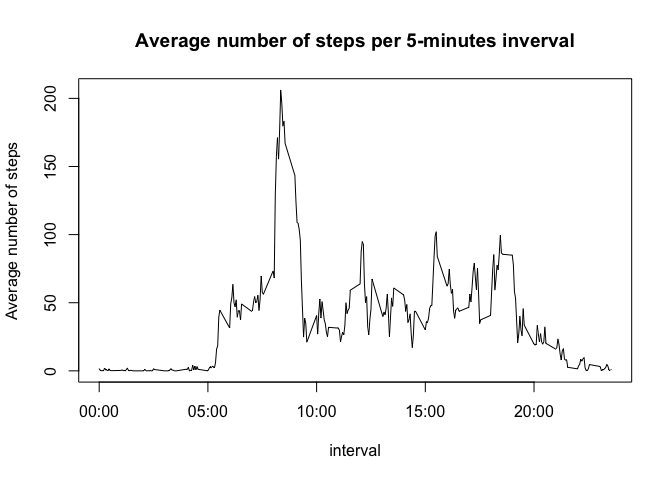 Average number of steps per 5-minutes inverval
Average number of steps
200
150
100
50
0
00:00 05:00 10:00 15:00 20:00
interval